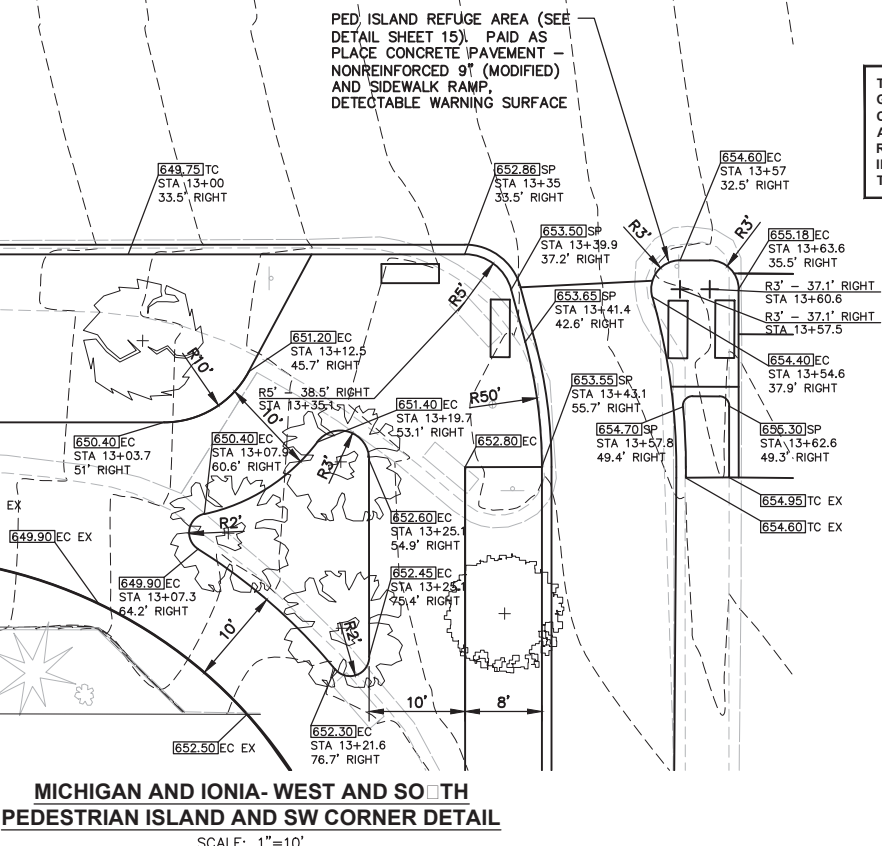 PED ISLAND REFUGE AREA (SEE
DETAIL SHEET 15). PAID AS
PLACE CONCRETE PAVEMENT –
NONREINFORCED 9" (MODIFIED)
AND SIDEWALK RAMP,
DETECTABLE WARNING SURFACE
649.75 TC
STA 13+00
33.5' RIGHT
652.86 SP
STA 13+35
33.5' RIGHT
654.60 EC
STA 13+57
32.5' RIGHT
653.50 SP
STA 13+39.9
37.2' RIGHT
R3'
R3'
655.18 EC
STA 13+63.6
35.5' RIGHT
R3' – 37.1' RIGHT
STA 13+60.6
R3' – 37.1' RIGHT
STA 13+57.5
653.65 SP
STA 13+41.4
42.6' RIGHT
R5'
651.20 EC
STA 13+12.5
45.7' RIGHT
R10'
R5' – 38.5' RIGHT
STA 13+35.1
654.40 EC
STA 13+54.6
37.9' RIGHT
653.55 SP
STA 13+43.1
55.7' RIGHT
R50'
651.40 EC
STA 13+19.7
53.1' RIGHT
10'
650.40 EC
STA 13+03.7
51' RIGHT
650.40 EC
STA 13+07.9
60.6' RIGHT
R3'
652.80 EC
654.70 SP
STA 13+57.8
49.4' RIGHT
655.30 SP
STA 13+62.6
49.3' RIGHT
EX
649.90 EC EX
R2'
652.60 EC
STA 13+25.1
54.9' RIGHT
654.95 TC EX
654.60 TC EX
649.90 EC
STA 13+07.3
64.2' RIGHT
652.45 EC
STA 13+25.1
75.4' RIGHT
10'
R2'
10'
8'
652.30 EC
STA 13+21.6
76.7' RIGHT
652.50 EC EX
MICHIGAN AND IONIA- WEST AND SO□TH
PEDESTRIAN ISLAND AND SW CORNER DETAIL
SCALE: 1"=10'